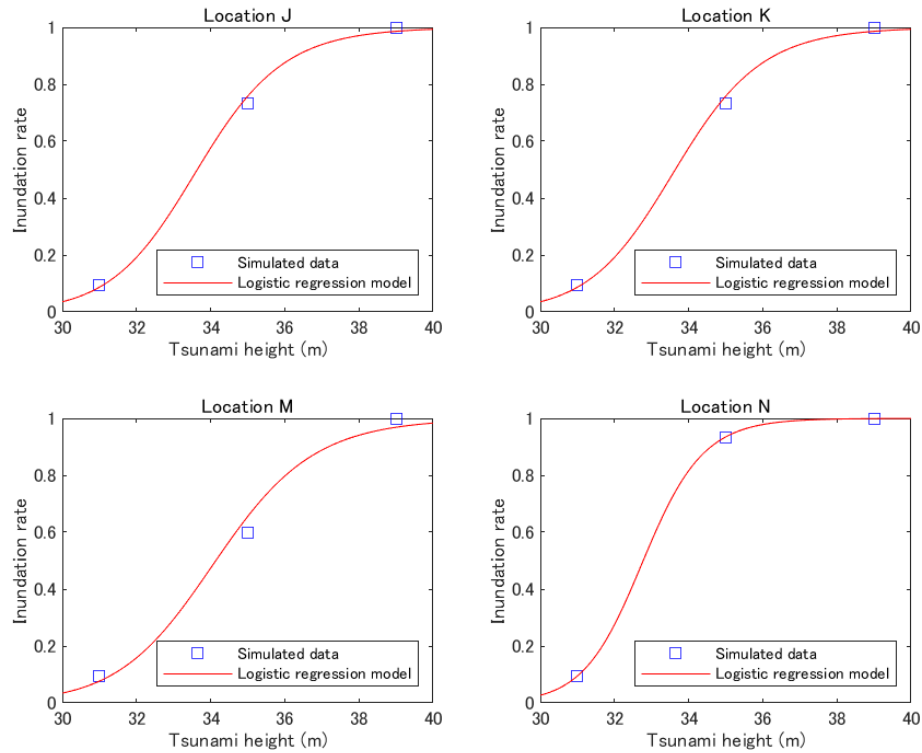 Location J
1
0.8
0.6
0.4
0.2
0
Inundation rate
Simulated data
Logistic regression model
30 32 34 36 38 40
Tsunami height (m)
Location K
1
0.8
0.6
0.4
0.2
0
Inundation rate
Simulated data
Logistic regression model
30 32 34 36 38 40
Tsunami height (m)
Location M
1
0.8
0.6
0.4
0.2
0
Inundation rate
Simulated data
Logistic regression model
30 32 34 36 38 40
Tsunami height (m)
Location N
1
0.8
0.6
0.4
0.2
0
Inundation rate
Simulated data
Logistic regression model
30 32 34 36 38 40
Tsunami height (m)